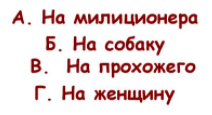 А. На милиционера
Б. На собаку
В. На прохожего
Г. На женщину